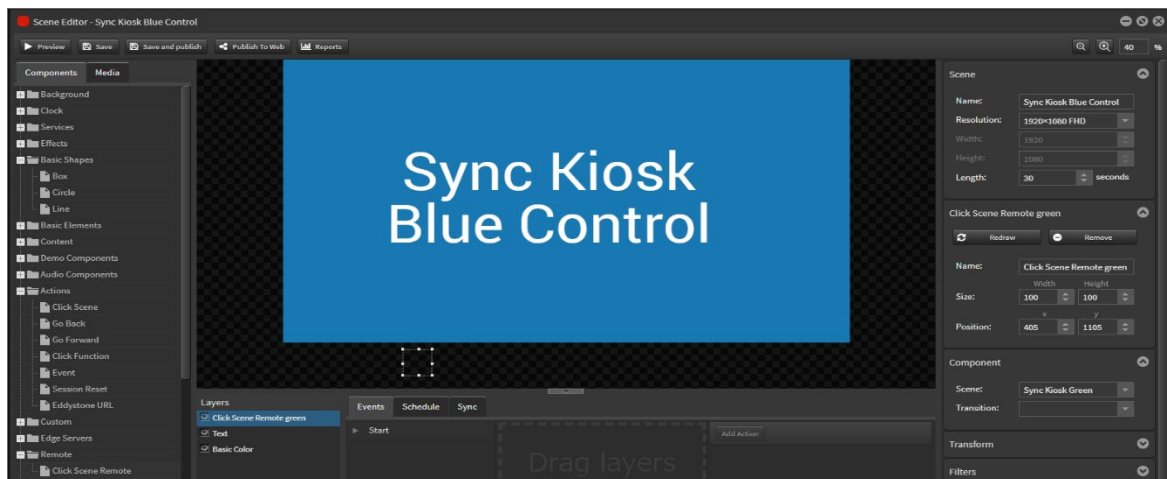 Scene Editor - Sync Kiosk Blue Control
Preview Save Save and publish Publish To Web Reports 40 %
Components Media
Background
Clock
Services
Effects
Basic Shapes
Box
Circle
Line
Basic Elements
Content
Demo Components
Audio Components
Actions
Click Scene
Go Back
Go Forward
Click Function
Event
Session Reset
Eddystone URL
Custom
Edge Servers
Remote
Click Scene Remote
Sync Kiosk
Blue Control
Layers
Click Scene Remote green
Text
Basic Color
Events Schedule Sync
Start
Drag layers
Add Action
Scene
Name: Sync Kiosk Blue Control
Resolution: 1920×1080 FHD
Width: 1920
Height: 1080
Length: 30 seconds
Click Scene Remote green
Redraw Remove
Name: Click Scene Remote green
Width Height
Size: 100 100
x y
Position: 405 1105
Component
Scene: Sync Kiosk Green
Transition:
Transform
Filters